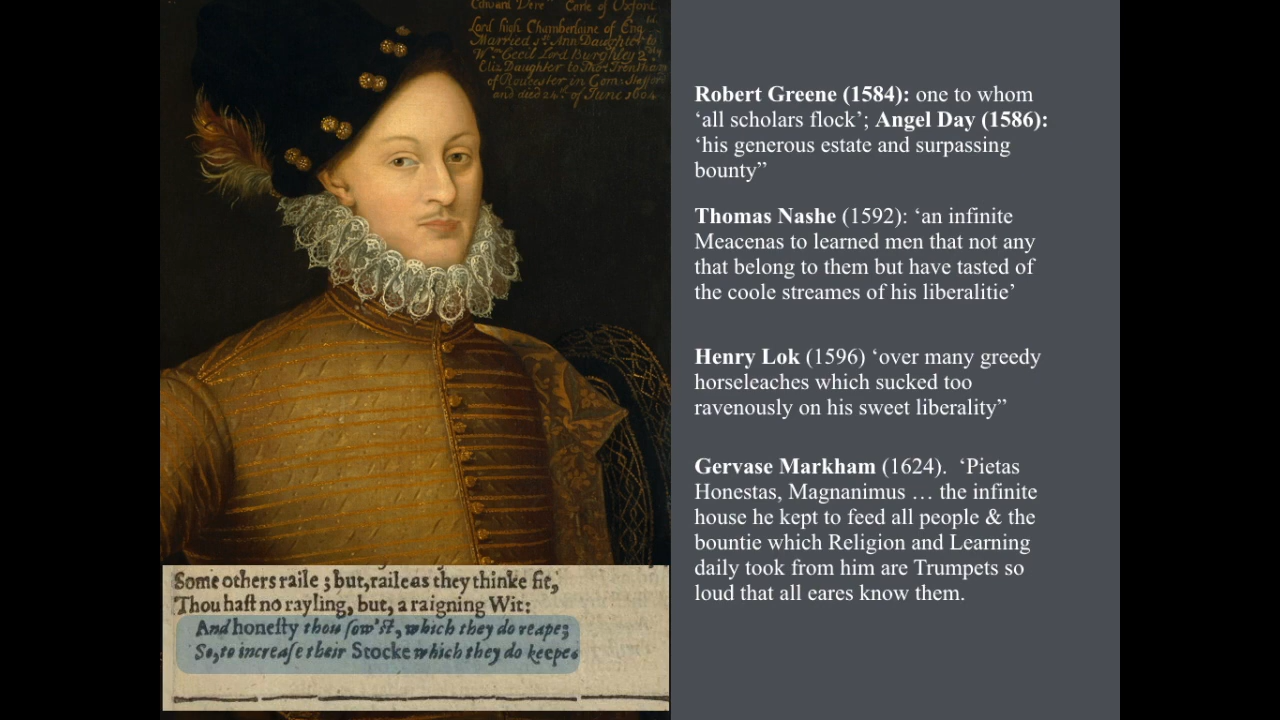 Edward Vere Earle of Oxford
Lord high Chamberlaine of Eng
Married 1st Ann Daughter to
Wm Cecil Lord Burghley 2dly
Eliz Daughter to Thos Trentham
of Roucester in Com Stafford
and died 24th of June 1604
Robert Greene (1584): one to whom
‘all scholars flock’; Angel Day (1586):
‘his generous estate and surpassing
bounty”
Thomas Nashe (1592): ‘an infinite
Meacenas to learned men that not any
that belong to them but have tasted of
the coole streames of his liberalitie’
Henry Lok (1596) ‘over many greedy
horseleaches which sucked too
ravenously on his sweet liberality”
Gervase Markham (1624).  ‘Pietas
Honestas, Magnanimus … the infinite
house he kept to feed all people & the
bountie which Religion and Learning
daily took from him are Trumpets so
loud that all eares know them.
Some others raile ; but, raile as they thinke fit,
Thou haſt no rayling, but, a raigning Wit:
And honeſty thou ſow'ſt, which they do reape;
So, to increaſe their Stocke which they do keepe.